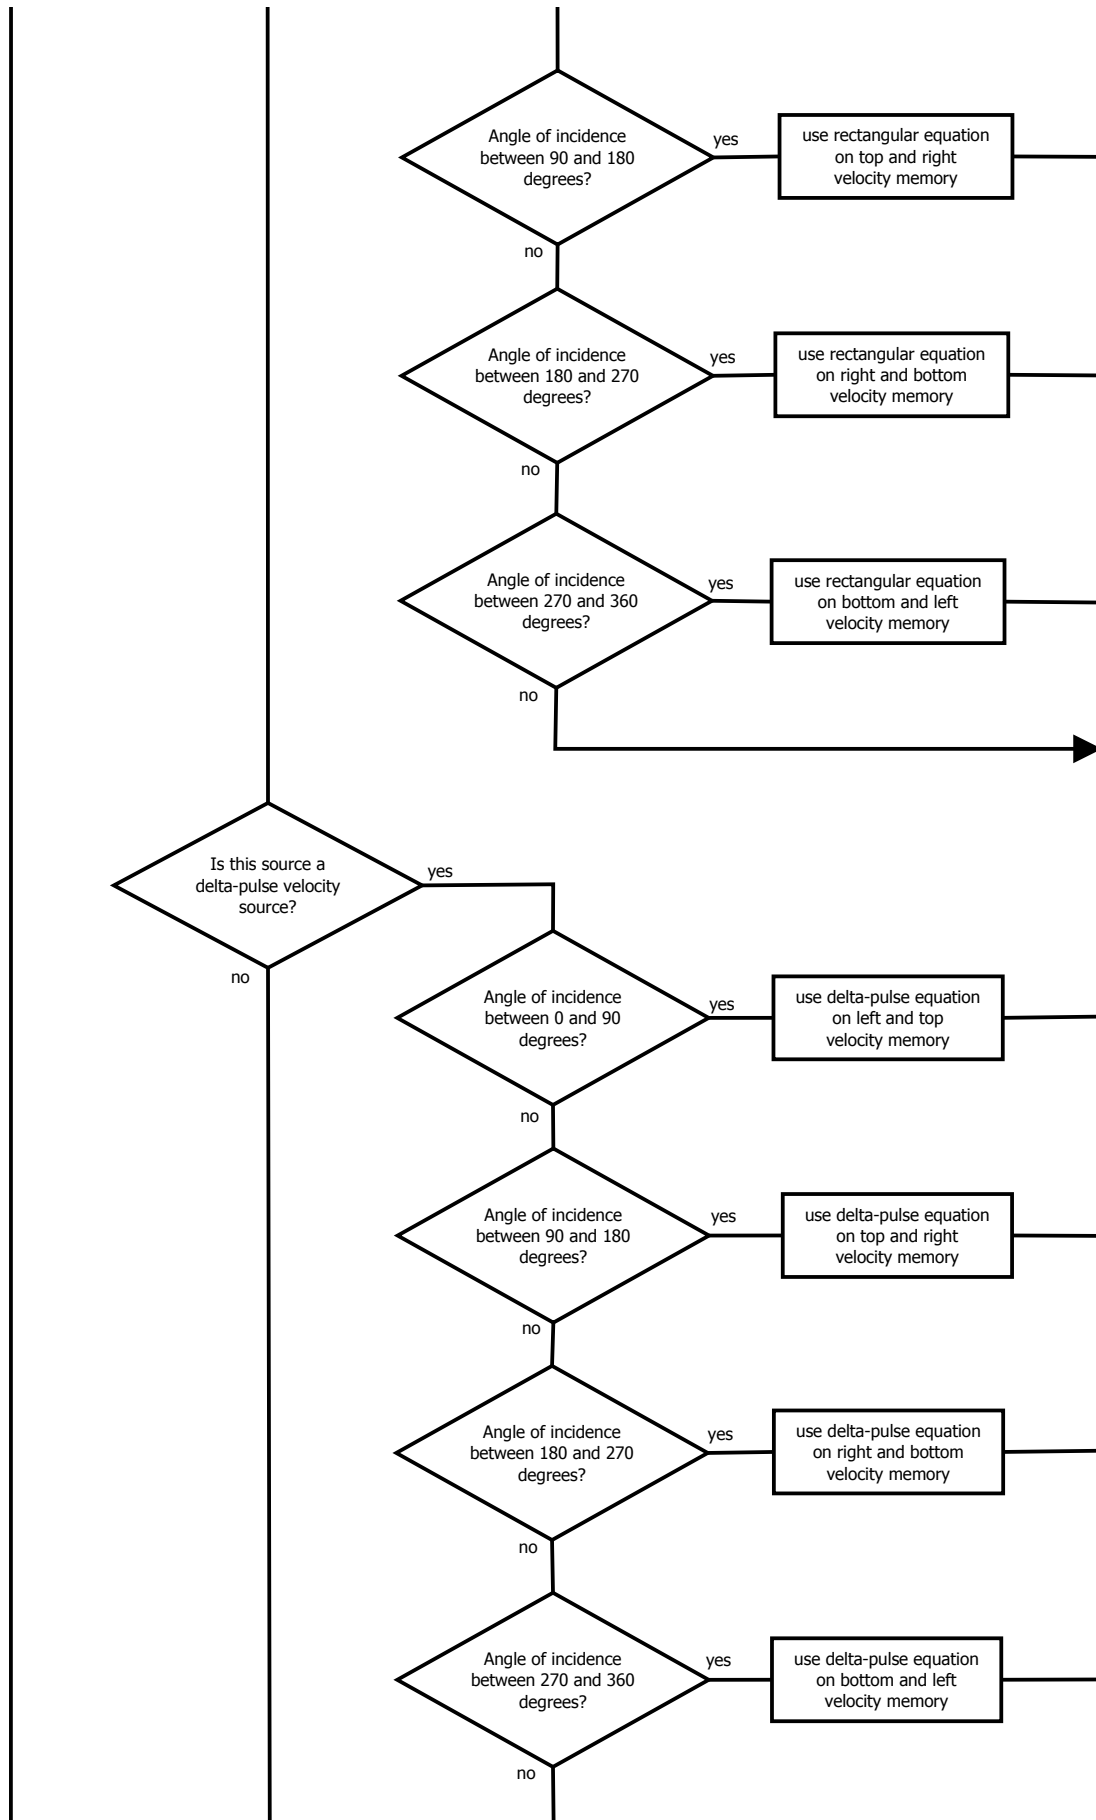 Angle of incidence
between 90 and 180
degrees?
yes
use rectangular equation
on top and right
velocity memory
no
Angle of incidence
between 180 and 270
degrees?
yes
use rectangular equation
on right and bottom
velocity memory
no
Angle of incidence
between 270 and 360
degrees?
yes
use rectangular equation
on bottom and left
velocity memory
no
Is this source a
delta-pulse velocity
source?
yes
no
Angle of incidence
between 0 and 90
degrees?
yes
use delta-pulse equation
on left and top
velocity memory
no
Angle of incidence
between 90 and 180
degrees?
yes
use delta-pulse equation
on top and right
velocity memory
no
Angle of incidence
between 180 and 270
degrees?
yes
use delta-pulse equation
on right and bottom
velocity memory
no
Angle of incidence
between 270 and 360
degrees?
yes
use delta-pulse equation
on bottom and left
velocity memory
no